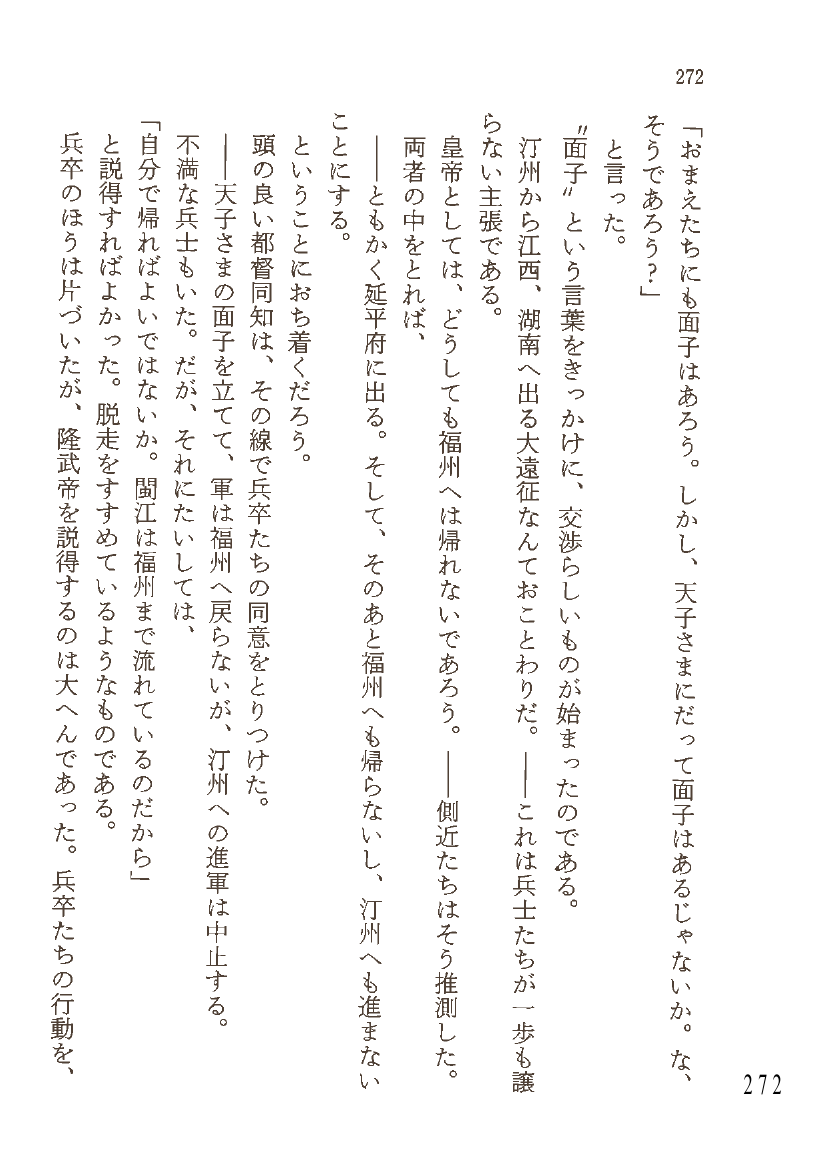 272
「おまえたちにも面子はあろう。しかし、天子さまにだって面子はあるじゃないか。な、
そうであろう？」
と言った。
〝面子〟という言葉をきっかけに、交渉らしいものが始まったのである。
汀州から江西、湖南へ出る大遠征なんておことわりだ。――これは兵士たちが一歩も譲
らない主張である。
皇帝としては、どうしても福州へは帰れないであろう。――側近たちはそう推測した。
両者の中をとれば、
――ともかく延平府に出る。そして、そのあと福州へも帰らないし、汀州へも進まない
ことにする。
ということにおち着くだろう。
頭の良い都督同知は、その線で兵卒たちの同意をとりつけた。
――天子さまの面子を立てて、軍は福州へ戻らないが、汀州への進軍は中止する。
不満な兵士もいた。だが、それにたいしては、
「自分で帰ればよいではないか。閩江は福州まで流れているのだから」
と説得すればよかった。脱走をすすめているようなものである。
兵卒のほうは片づいたが、隆武帝を説得するのは大へんであった。兵卒たちの行動を、
272